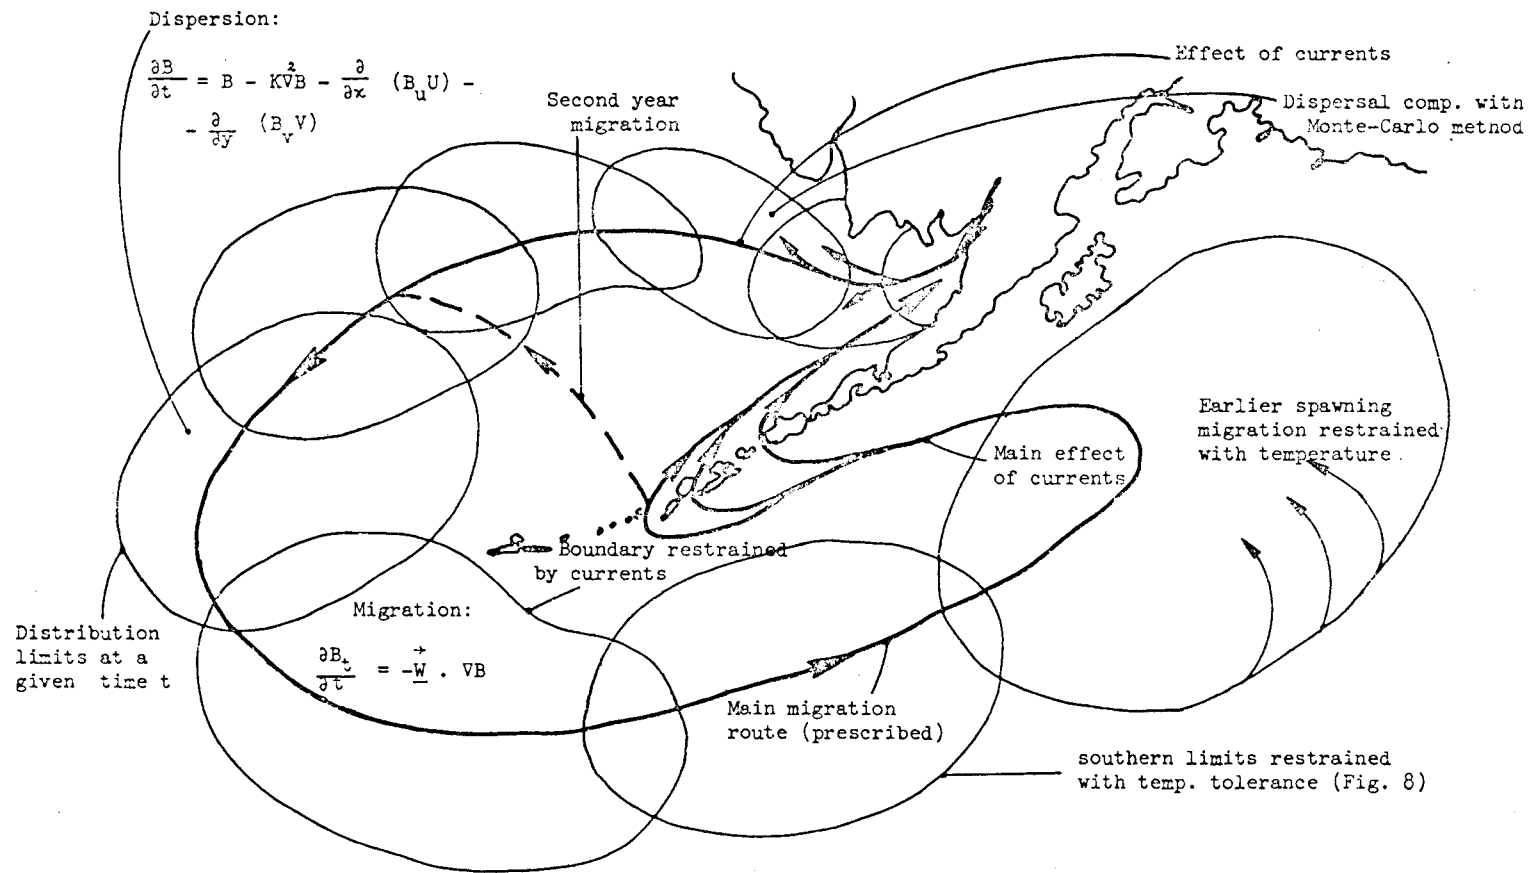 Dispersion:
∂B/∂t = B - K∇²B - ∂/∂x (B_u U) -
- ∂/∂y (B_v V)
Second year
migration
Effect of currents
Dispersal comp. with
Monte-Carlo method
Earlier spawning
migration restrained
with temperature.
Main effect
of currents
Boundary restrained
by currents
Migration:
∂B_t/∂t = -W⃗ . ∇B
Distribution
limits at a
given time t
Main migration
route (prescribed)
southern limits restrained
with temp. tolerance (Fig. 8)